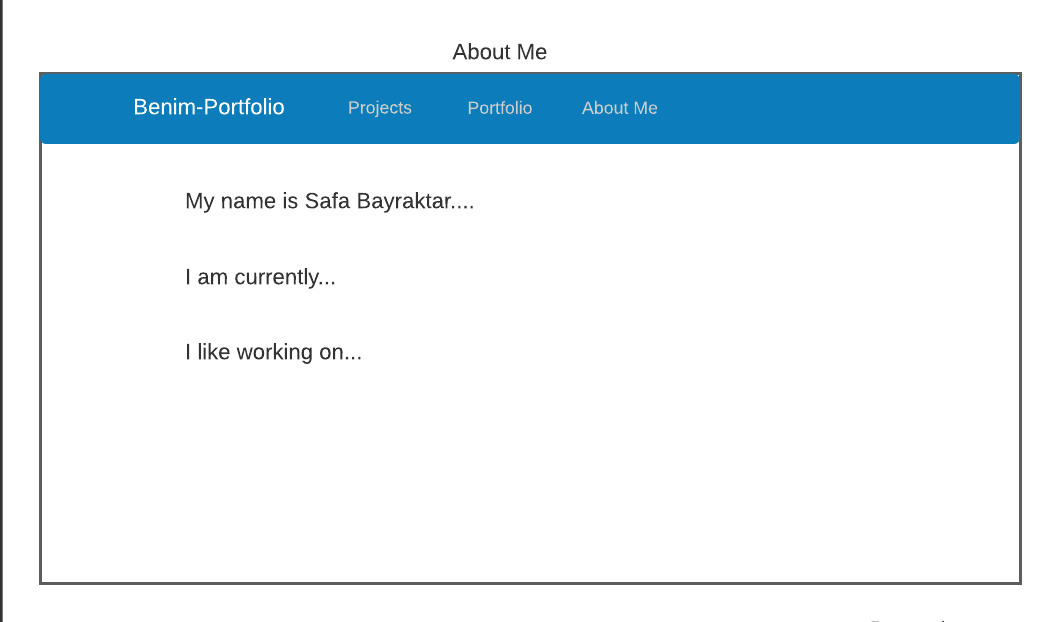 About Me
Benim-Portfolio Projects Portfolio About Me
My name is Safa Bayraktar....
I am currently...
I like working on...